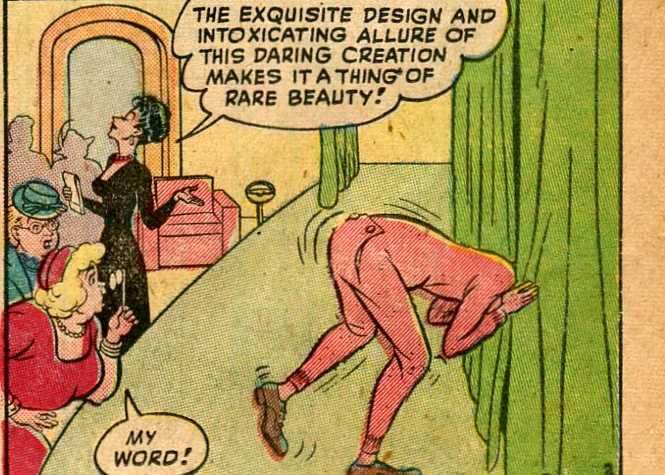 THE EXQUISITE DESIGN AND
INTOXICATING ALLURE OF
THIS DARING CREATION
MAKES IT A THING OF
RARE BEAUTY!
MY
WORD!